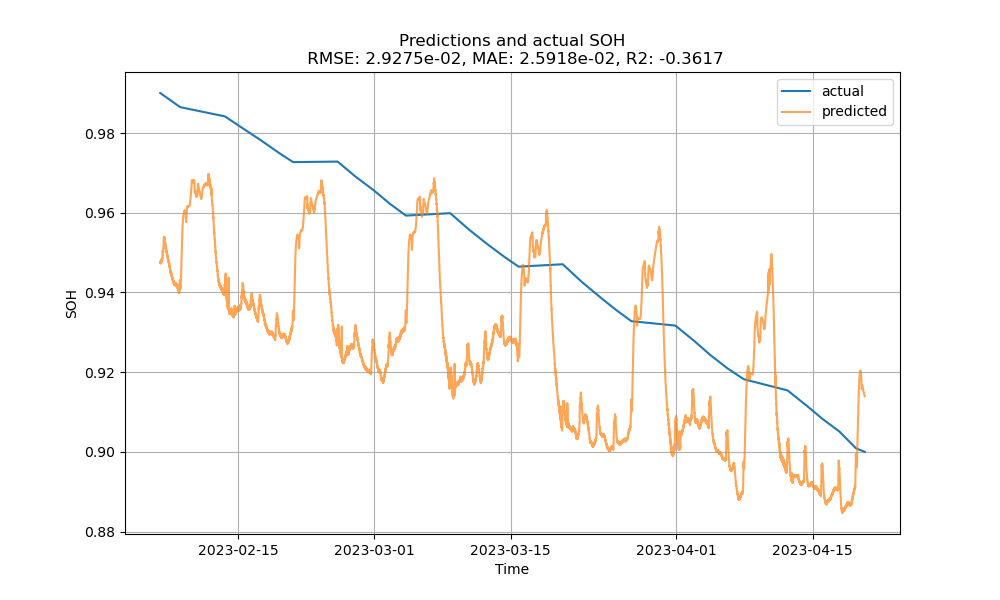 Predictions and actual SOH
RMSE: 2.9275e-02, MAE: 2.5918e-02, R2: -0.3617
actual
predicted
SOH
0.98
0.96
0.94
0.92
0.90
0.88
2023-02-15
2023-03-01
2023-03-15
2023-04-01
2023-04-15
Time